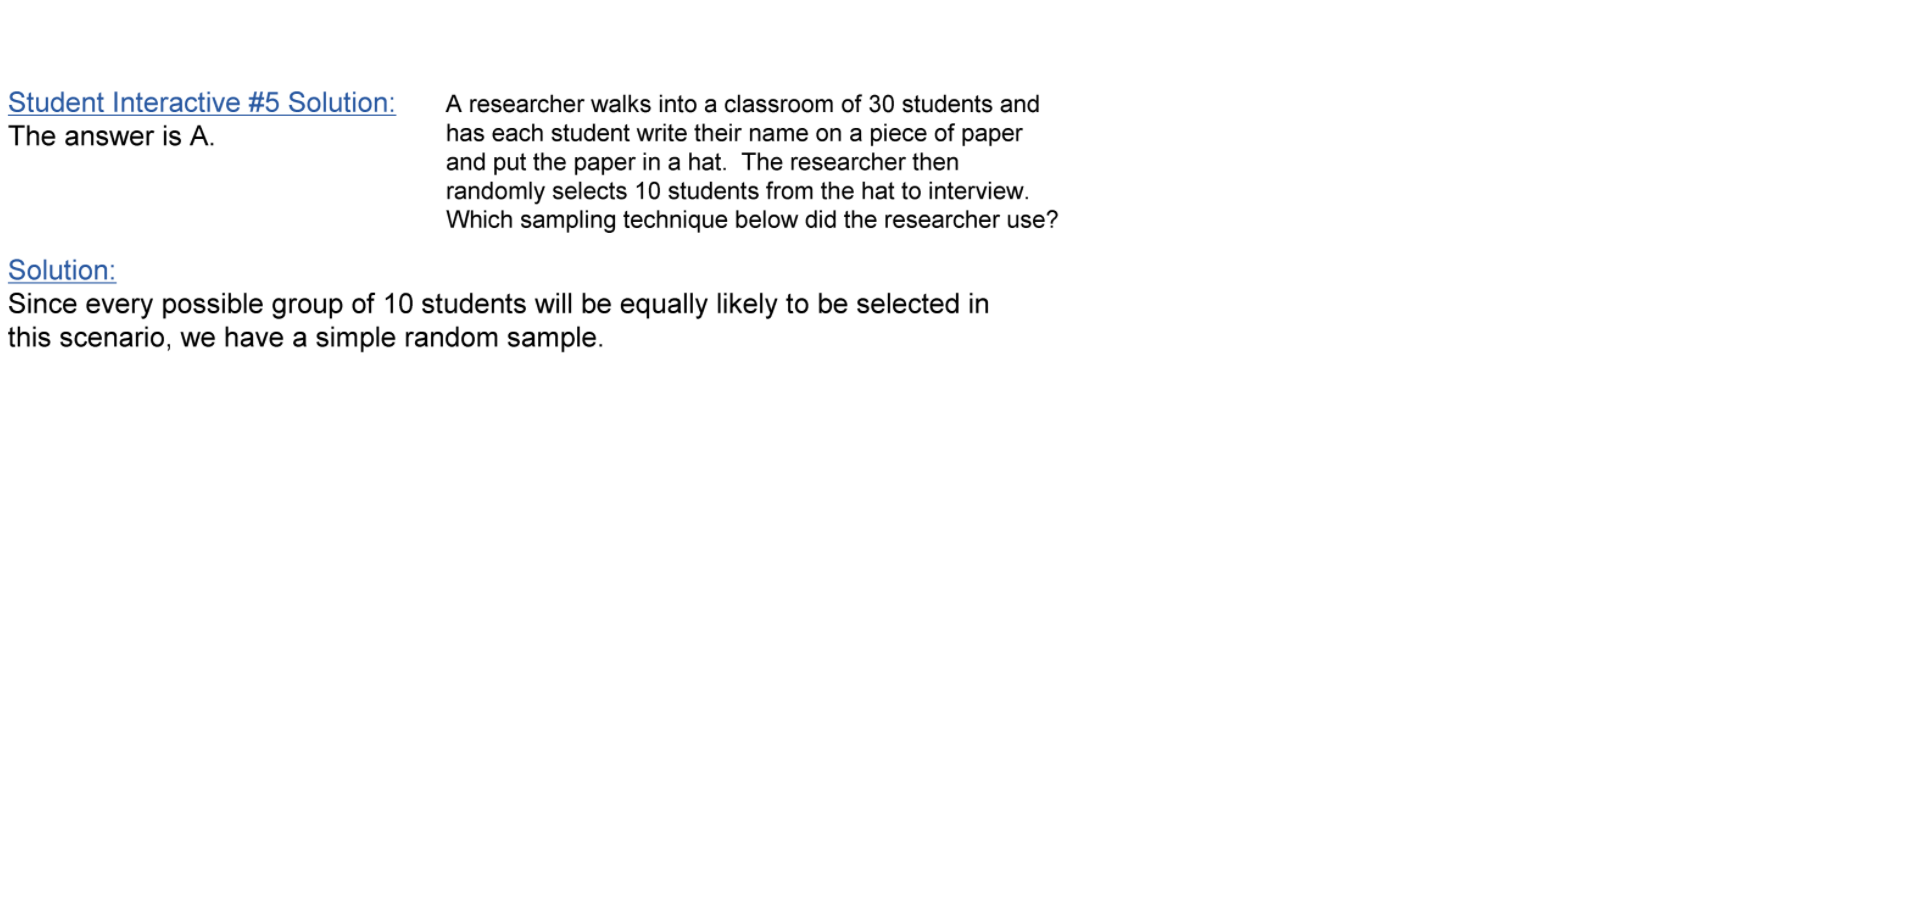 Student Interactive #5 Solution:
The answer is A.
A researcher walks into a classroom of 30 students and
has each student write their name on a piece of paper
and put the paper in a hat.  The researcher then
randomly selects 10 students from the hat to interview.
Which sampling technique below did the researcher use?
Solution:
Since every possible group of 10 students will be equally likely to be selected in
this scenario, we have a simple random sample.